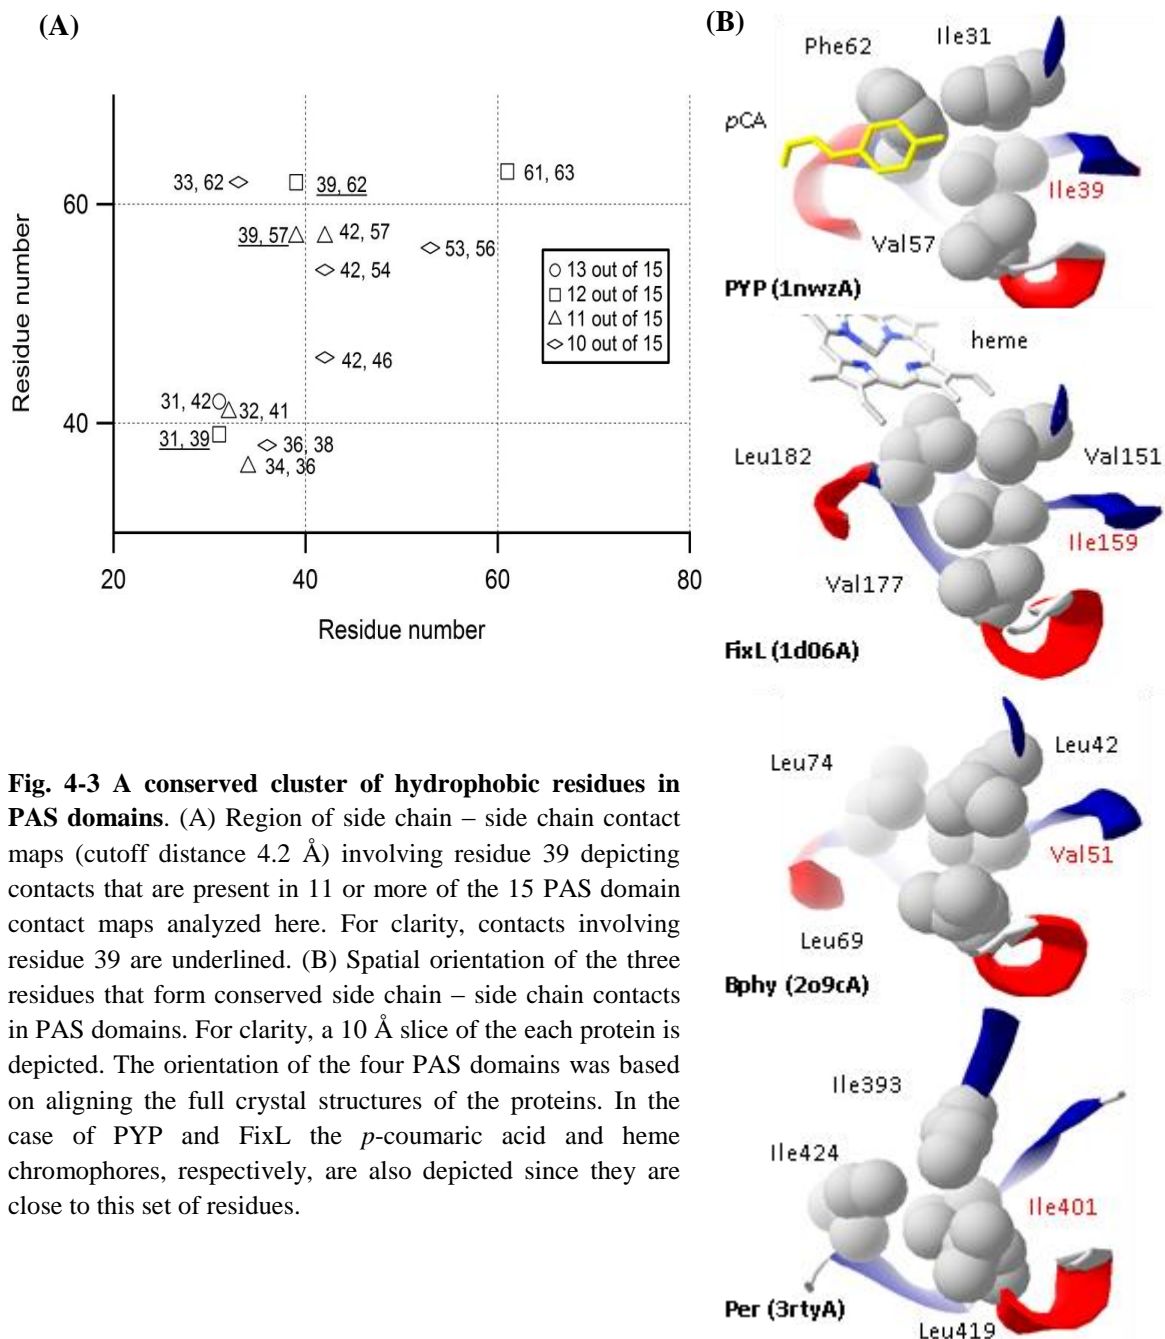 (A)
Residue number
60
40
20
40
60
80
Residue number
33, 62
39, 62
61, 63
39, 57
42, 57
53, 56
42, 54
42, 46
31, 42
32, 41
31, 39
36, 38
34, 36
13 out of 15
12 out of 15
11 out of 15
10 out of 15
(B)
Phe62
Ile31
pCA
Ile39
Val57
PYP (1nwzA)
heme
Leu182
Val151
Ile159
Val177
FixL (1d06A)
Leu74
Leu42
Val51
Leu69
Bphy (2o9cA)
Ile393
Ile424
Ile401
Per (3rtyA)
Leu419
Fig. 4-3 A conserved cluster of hydrophobic residues in
PAS domains. (A) Region of side chain – side chain contact
maps (cutoff distance 4.2 Å) involving residue 39 depicting
contacts that are present in 11 or more of the 15 PAS domain
contact maps analyzed here. For clarity, contacts involving
residue 39 are underlined. (B) Spatial orientation of the three
residues that form conserved side chain – side chain contacts
in PAS domains. For clarity, a 10 Å slice of the each protein is
depicted. The orientation of the four PAS domains was based
on aligning the full crystal structures of the proteins. In the
case of PYP and FixL the p-coumaric acid and heme
chromophores, respectively, are also depicted since they are
close to this set of residues.